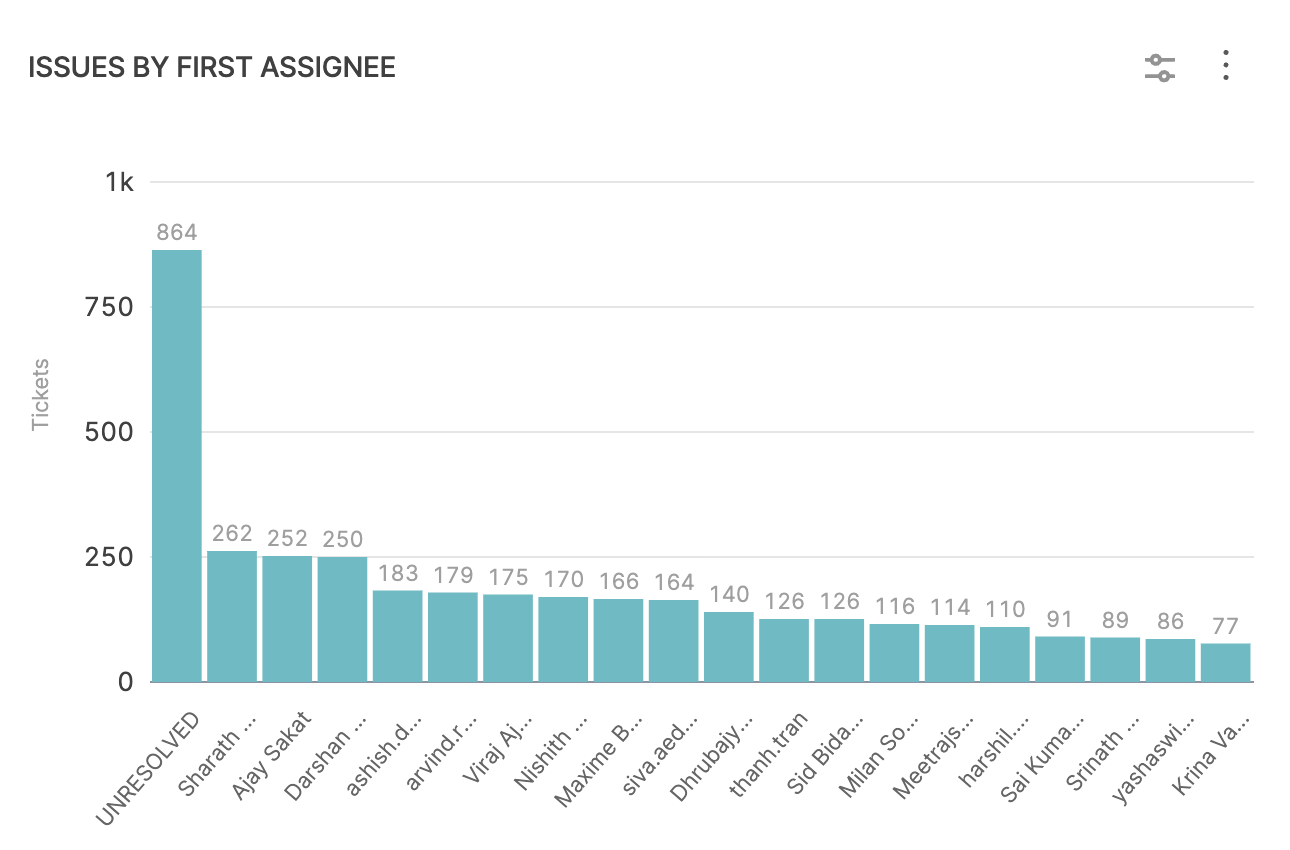 ISSUES BY FIRST ASSIGNEE
1k
864
750
Tickets
500
262 252 250
250
183 179 175 170 166 164 140 126 126 116 114 110 91 89 86 77
0
UNRESOLVED
Sharath ...
Ajay Sakat
Darshan ...
ashish.d...
arvind.r...
Viraj Aj...
Nishith ...
Maxime B...
siva.aed...
Dhrubajy...
thanh.tran
Sid Bida...
Milan So...
Meetrajs...
harshil...
Sai Kuma...
Srinath ...
yashaswi...
Krina Va...